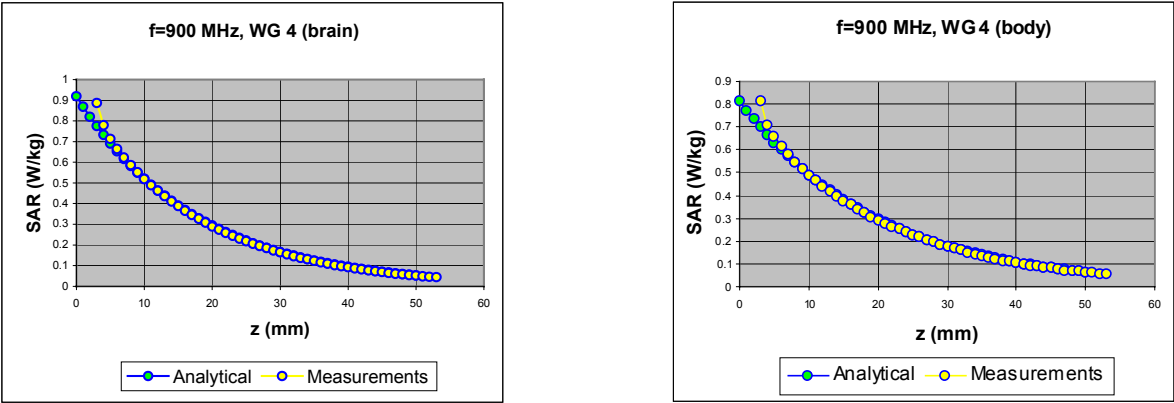 f=900 MHz, WG 4 (brain)
SAR (W/kg)
1
0.9
0.8
0.7
0.6
0.5
0.4
0.3
0.2
0.1
0
0 10 20 30 40 50 60
z (mm)
Analytical Measurements
f=900 MHz, WG 4 (body)
SAR (W/kg)
0.9
0.8
0.7
0.6
0.5
0.4
0.3
0.2
0.1
0
0 10 20 30 40 50 60
z (mm)
Analytical Measurements